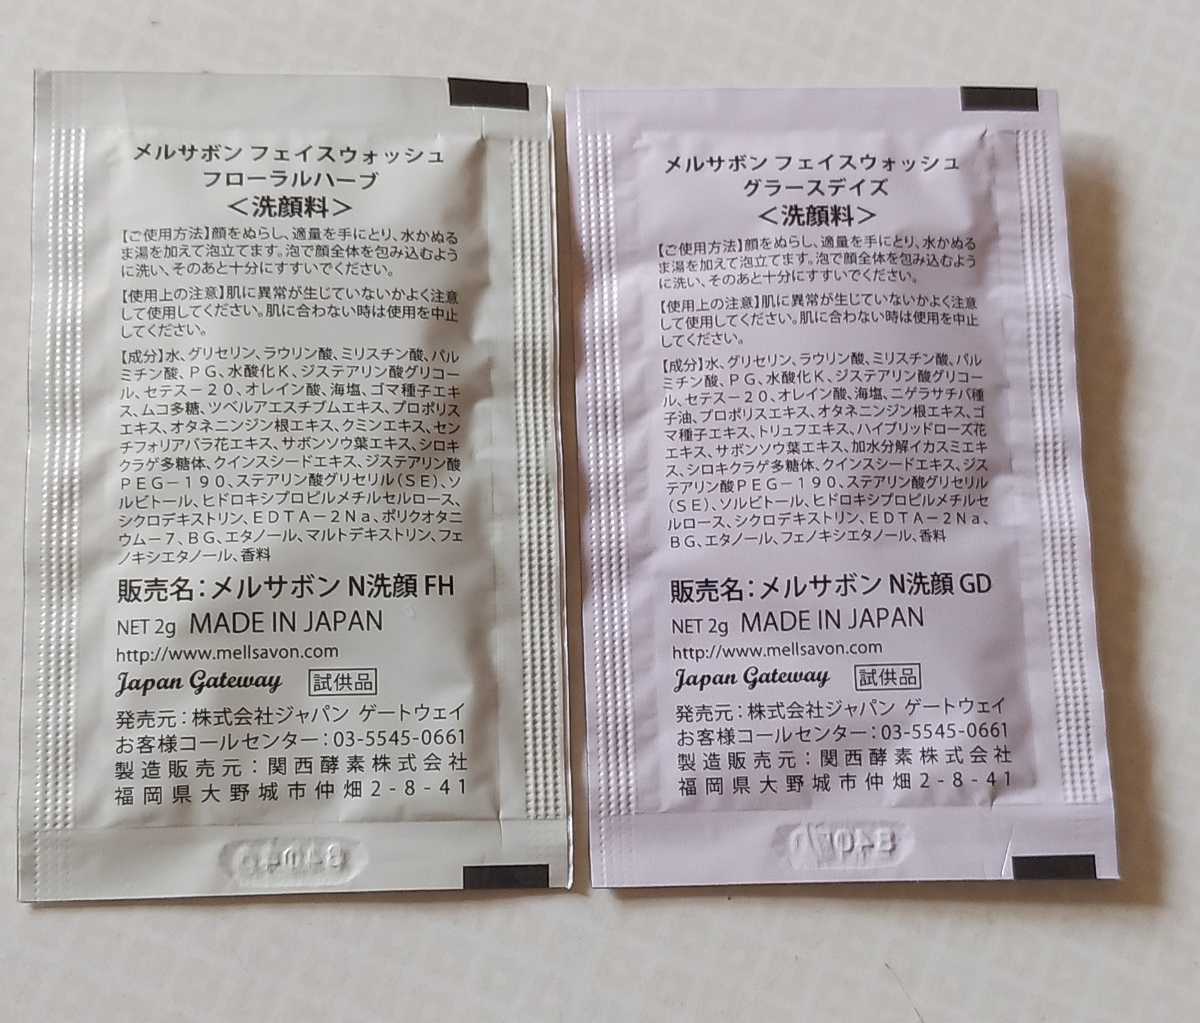 メルサボン フェイスウォッシュ
フローラルハーブ
＜洗顔料＞
【ご使用方法】顔をぬらし、適量を手にとり、水かぬる
ま湯を加えて泡立てます。泡で顔全体を包み込むよう
に洗い、そのあと十分にすすいでください。
【使用上の注意】肌に異常が生じていないかよく注意
して使用してください。肌に合わない時は使用を中止
してください。
【成分】水、グリセリン、ラウリン酸、ミリスチン酸、パル
ミチン酸、ＰＧ、水酸化Ｋ、ジステアリン酸グリコー
ル、セテス－２０、オレイン酸、海塩、ゴマ種子エキ
ス、ムコ多糖、ツベルアエスチブムエキス、プロポリス
エキス、オタネニンジン根エキス、クミンエキス、セン
チフォリアバラ花エキス、サボンソウ葉エキス、シロキ
クラゲ多糖体、クインスシードエキス、ジステアリン酸
ＰＥＧ－１９０、ステアリン酸グリセリル（ＳＥ）、ソ
ルビトール、ヒドロキシプロピルメチルセルロース、
シクロデキストリン、ＥＤＴＡ－２Ｎａ、ポリクオタニ
ウム－７、ＢＧ、エタノール、マルトデキストリン、フェ
ノキシエタノール、香料
販売名：メルサボン N洗顔 FH
NET 2g MADE IN JAPAN
http://www.mellsavon.com
Japan Gateway 試供品
発売元：株式会社ジャパン ゲートウェイ
お客様コールセンター：03-5545-0661
製造販売元：関西酵素株式会社
福岡県大野城市仲畑2-8-41
メルサボン フェイスウォッシュ
グラースデイズ
＜洗顔料＞
【ご使用方法】顔をぬらし、適量を手にとり、水かぬる
ま湯を加えて泡立てます。泡で顔全体を包み込むよう
に洗い、そのあと十分にすすいでください。
【使用上の注意】肌に異常が生じていないかよく注意
して使用してください。肌に合わない時は使用を中止
してください。
【成分】水、グリセリン、ラウリン酸、ミリスチン酸、パル
ミチン酸、ＰＧ、水酸化Ｋ、ジステアリン酸グリコー
ル、セテス－２０、オレイン酸、海塩、ニゲラサチバ種
子油、プロポリスエキス、オタネニンジン根エキス、ゴ
マ種子エキス、トリュフエキス、ハイブリッドローズ花
エキス、サボンソウ葉エキス、加水分解イカスミエキ
ス、シロキクラゲ多糖体、クインスシードエキス、ジス
テアリン酸ＰＥＧ－１９０、ステアリン酸グリセリル
（ＳＥ）、ソルビトール、ヒドロキシプロピルメチルセ
ルロース、シクロデキストリン、ＥＤＴＡ－２Ｎａ、
ＢＧ、エタノール、フェノキシエタノール、香料
販売名：メルサボン N洗顔 GD
NET 2g MADE IN JAPAN
http://www.mellsavon.com
Japan Gateway 試供品
発売元：株式会社ジャパン ゲートウェイ
お客様コールセンター：03-5545-0661
製造販売元：関西酵素株式会社
福岡県大野城市仲畑2-8-41